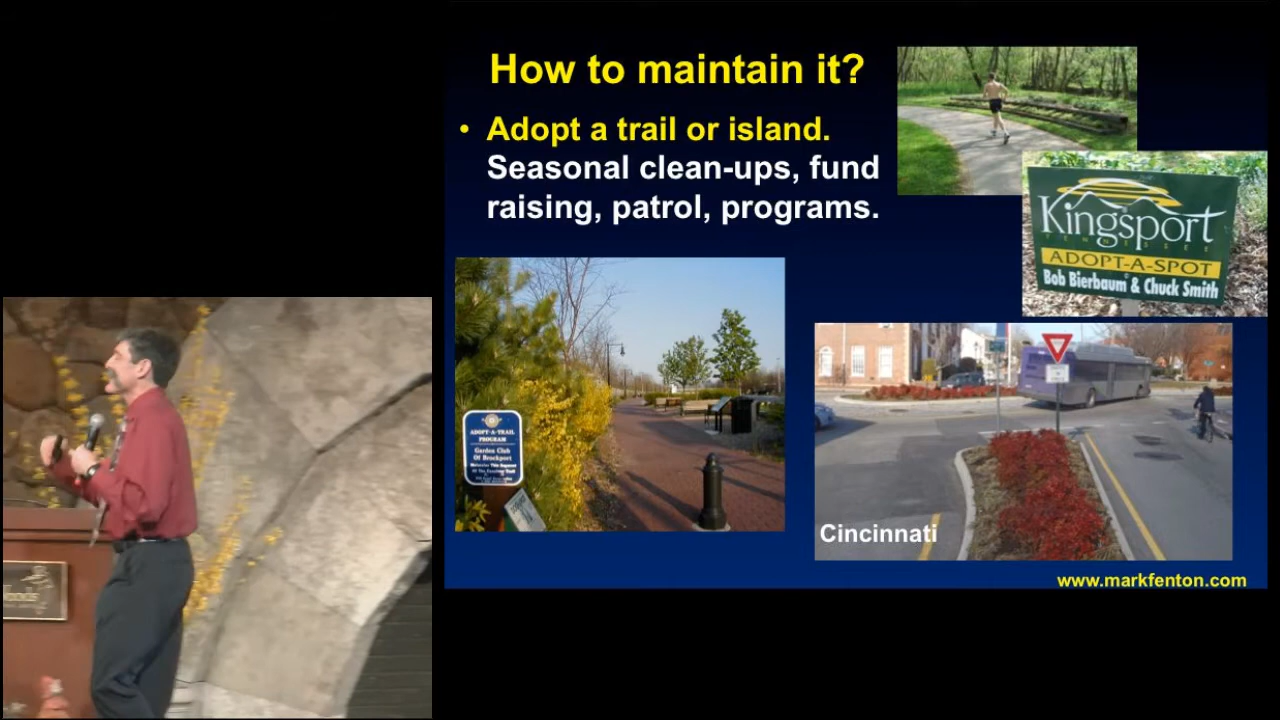 How to maintain it?
• Adopt a trail or island.
Seasonal clean-ups, fund
raising, patrol, programs.
Kingsport
TENNESSEE
ADOPT-A-SPOT
Bob Bierbaum & Chuck Smith
ADOPT-A-TRAIL
PROGRAM
Garden Club
Of Brockport
Cincinnati
www.markfenton.com